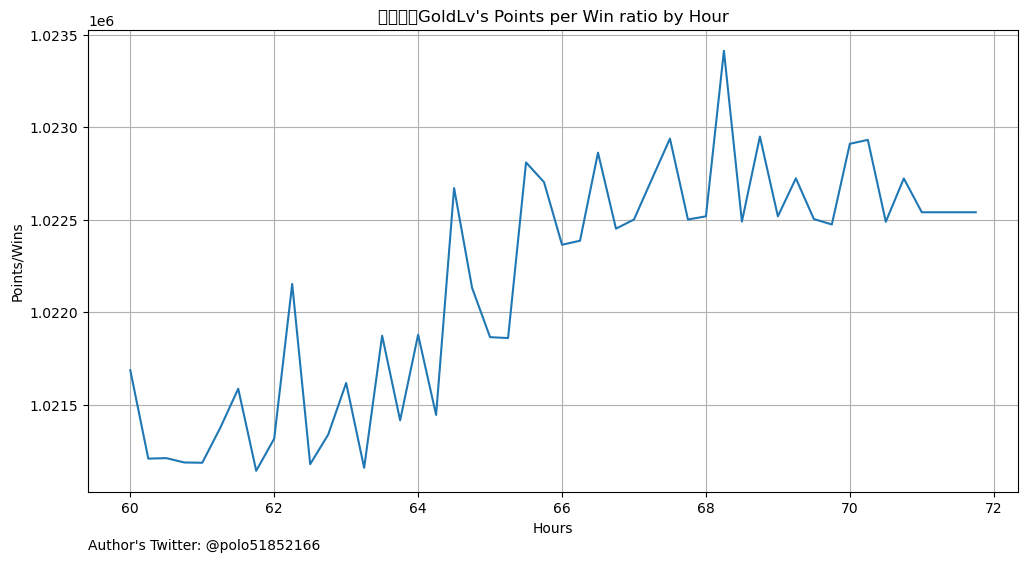 GoldLv's Points per Win ratio by Hour
1e6
1.0235
1.0230
1.0225
1.0220
1.0215
Points/Wins
60 62 64 66 68 70 72
Hours
Author's Twitter: @polo51852166